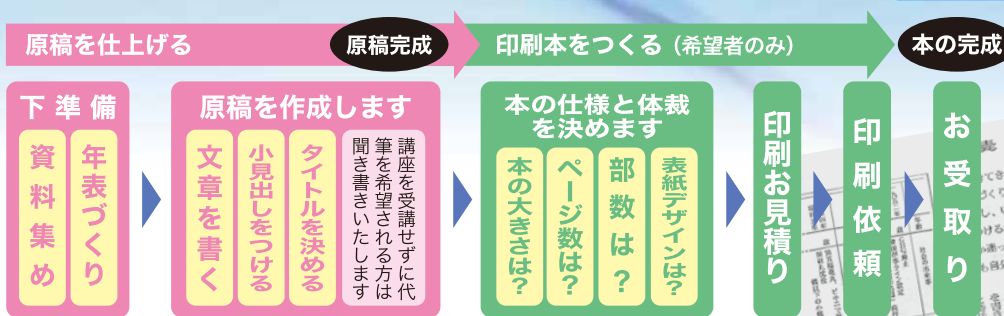 原稿を仕上げる
原稿完成
印刷本をつくる（希望者のみ）
本の完成
下準備
年表づくり
資料集め
原稿を作成します
講座を受講せずに代
筆を希望される方は
聞き書きいたします
タイトルを決める
小見出しをつける
文章を書く
本の仕様と体裁
を決めます
表紙デザインは？
部数は？
ページ数は？
本の大きさは？
印刷お見積り
印刷依頼
お受取り